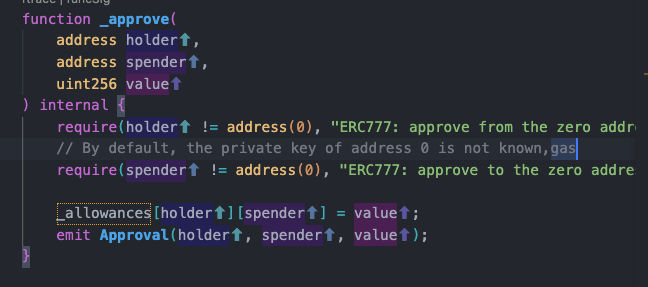 function _approve(
address holder↑,
address spender↑,
uint256 value↑
) internal {
require(holder↑ != address(0), "ERC777: approve from the zero addre
// By default, the private key of address 0 is not known,gas
require(spender↑ != address(0), "ERC777: approve to the zero addre
_allowances[holder↑][spender↑] = value↑;
emit Approval(holder↑, spender↑, value↑);
}